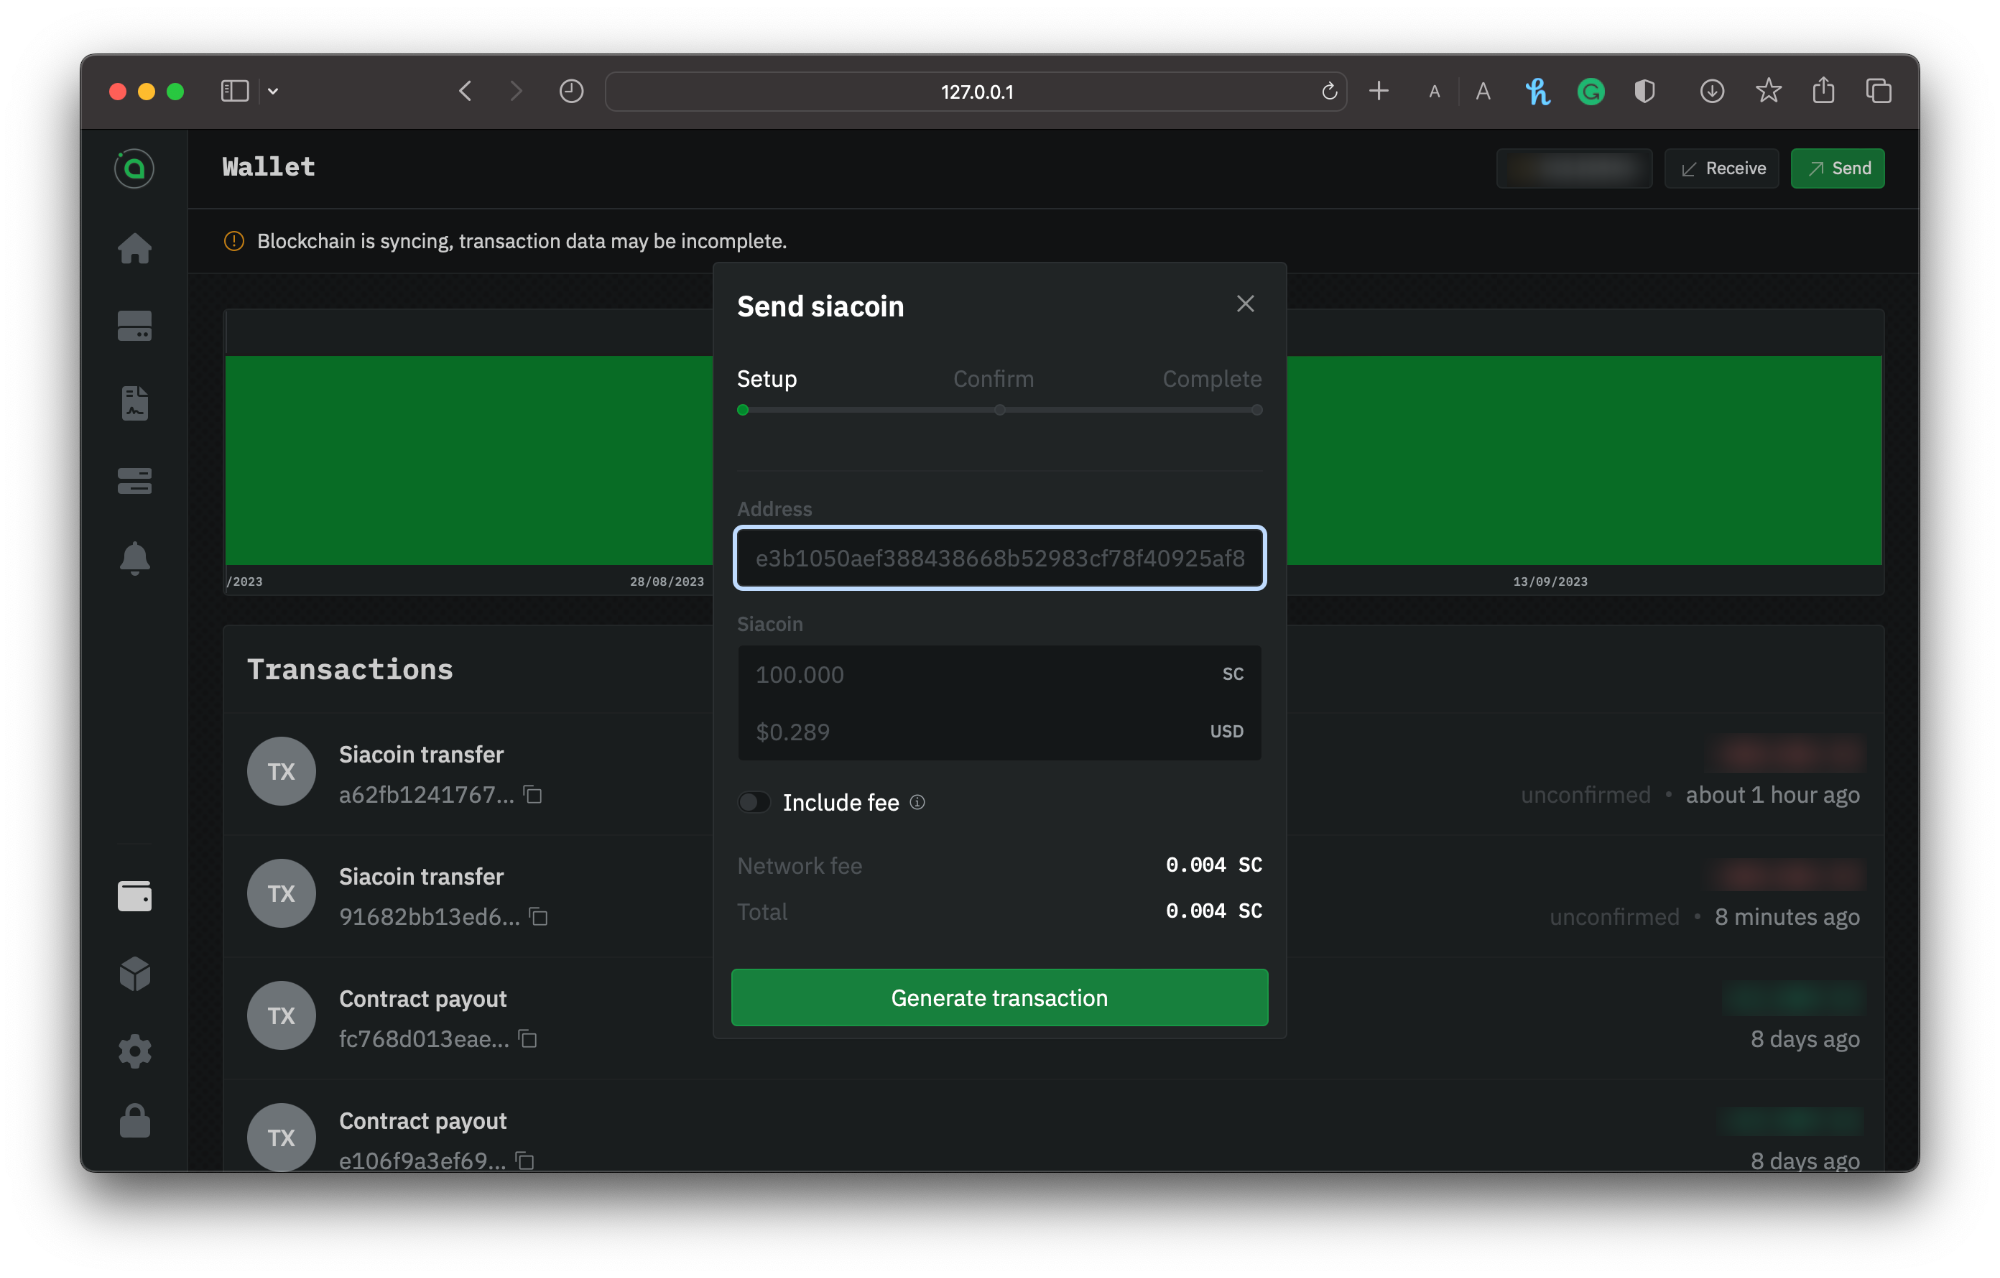 127.0.0.1
A A
Wallet
Receive
Send
Blockchain is syncing, transaction data may be incomplete.
Send siacoin
Setup Confirm Complete
Address
e3b1050aef388438668b52983cf78f40925af8
/2023 28/08/2023 13/09/2023
Siacoin
100.000 SC
$0.289 USD
Include fee
Network fee 0.004 SC
Total 0.004 SC
Generate transaction
Transactions
TX Siacoin transfer
a62fb1241767... unconfirmed • about 1 hour ago
TX Siacoin transfer
91682bb13ed6... unconfirmed • 8 minutes ago
TX Contract payout
fc768d013eae... 8 days ago
TX Contract payout
e106f9a3ef69... 8 days ago